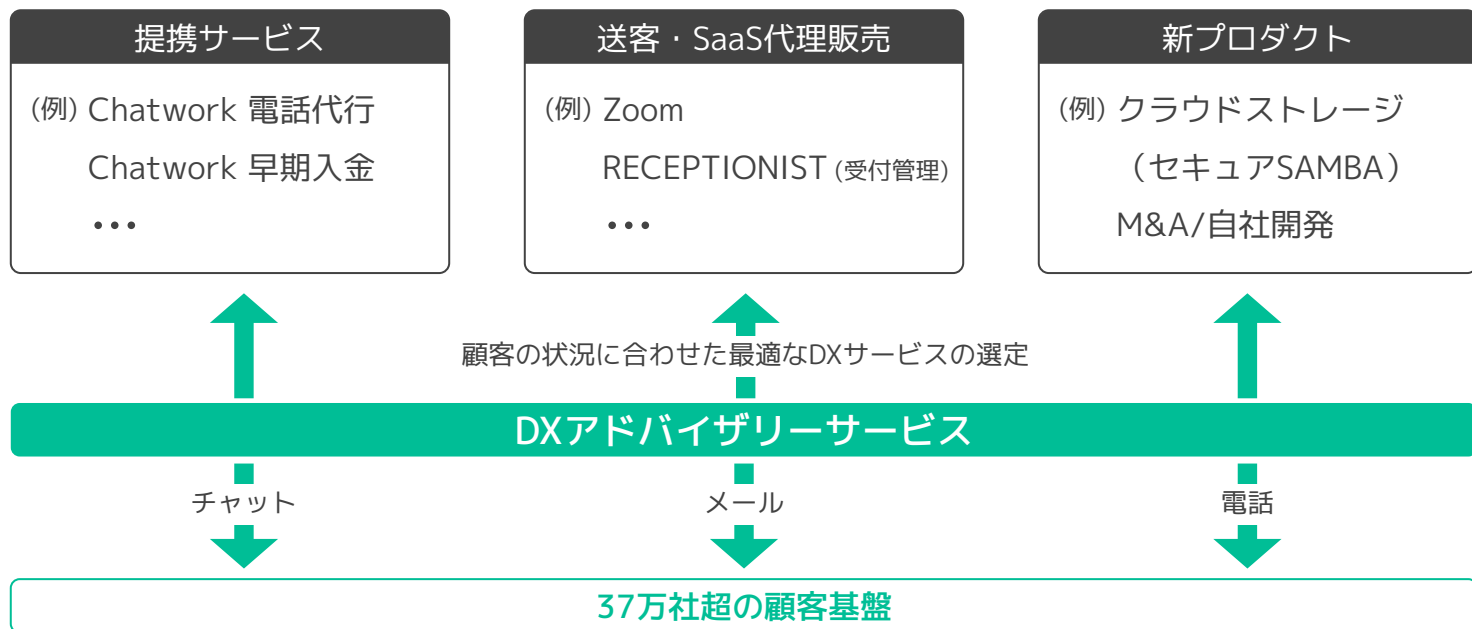 提携サービス
(例) Chatwork 電話代行
Chatwork 早期入金
•••
送客・SaaS代理販売
(例) Zoom
RECEPTIONIST (受付管理)
•••
新プロダクト
(例) クラウドストレージ
（セキュアSAMBA）
M&A/自社開発
顧客の状況に合わせた最適なDXサービスの選定
DXアドバイザリーサービス
チャット
メール
電話
37万社超の顧客基盤